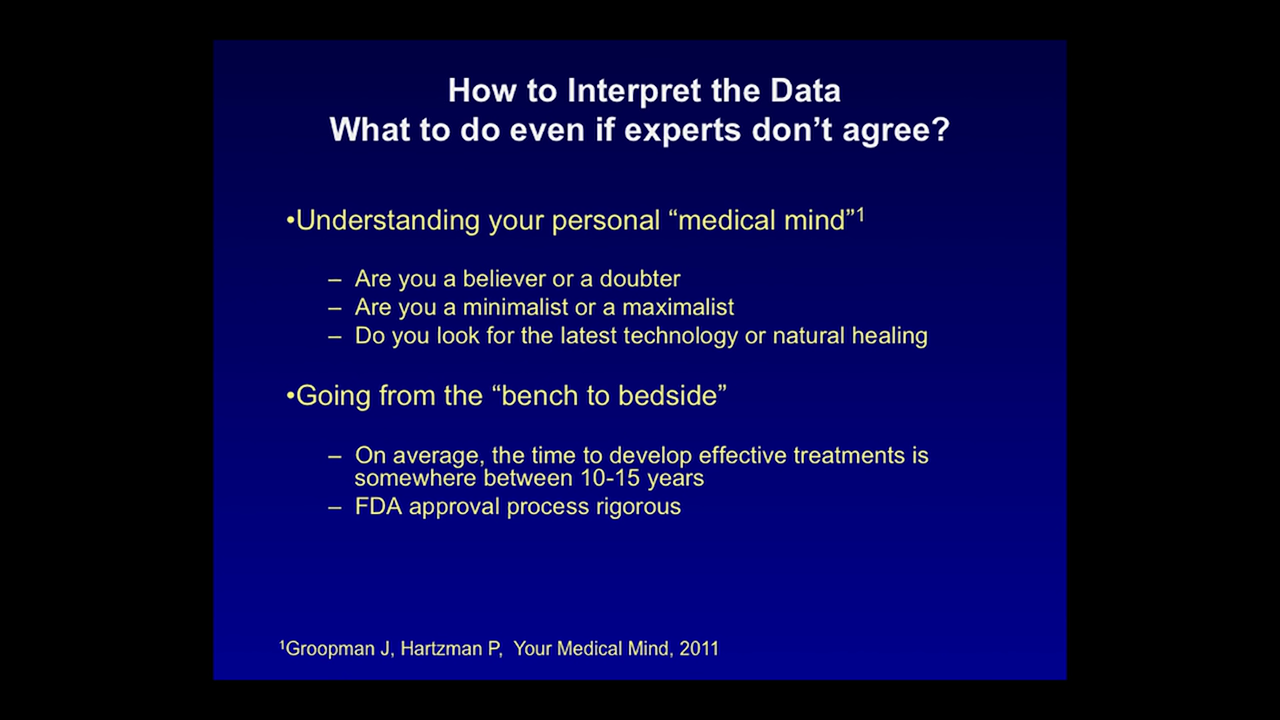 How to Interpret the Data
What to do even if experts don’t agree?
•Understanding your personal “medical mind”1
– Are you a believer or a doubter
– Are you a minimalist or a maximalist
– Do you look for the latest technology or natural healing
•Going from the “bench to bedside”
– On average, the time to develop effective treatments is
somewhere between 10-15 years
– FDA approval process rigorous
1Groopman J, Hartzman P, Your Medical Mind, 2011